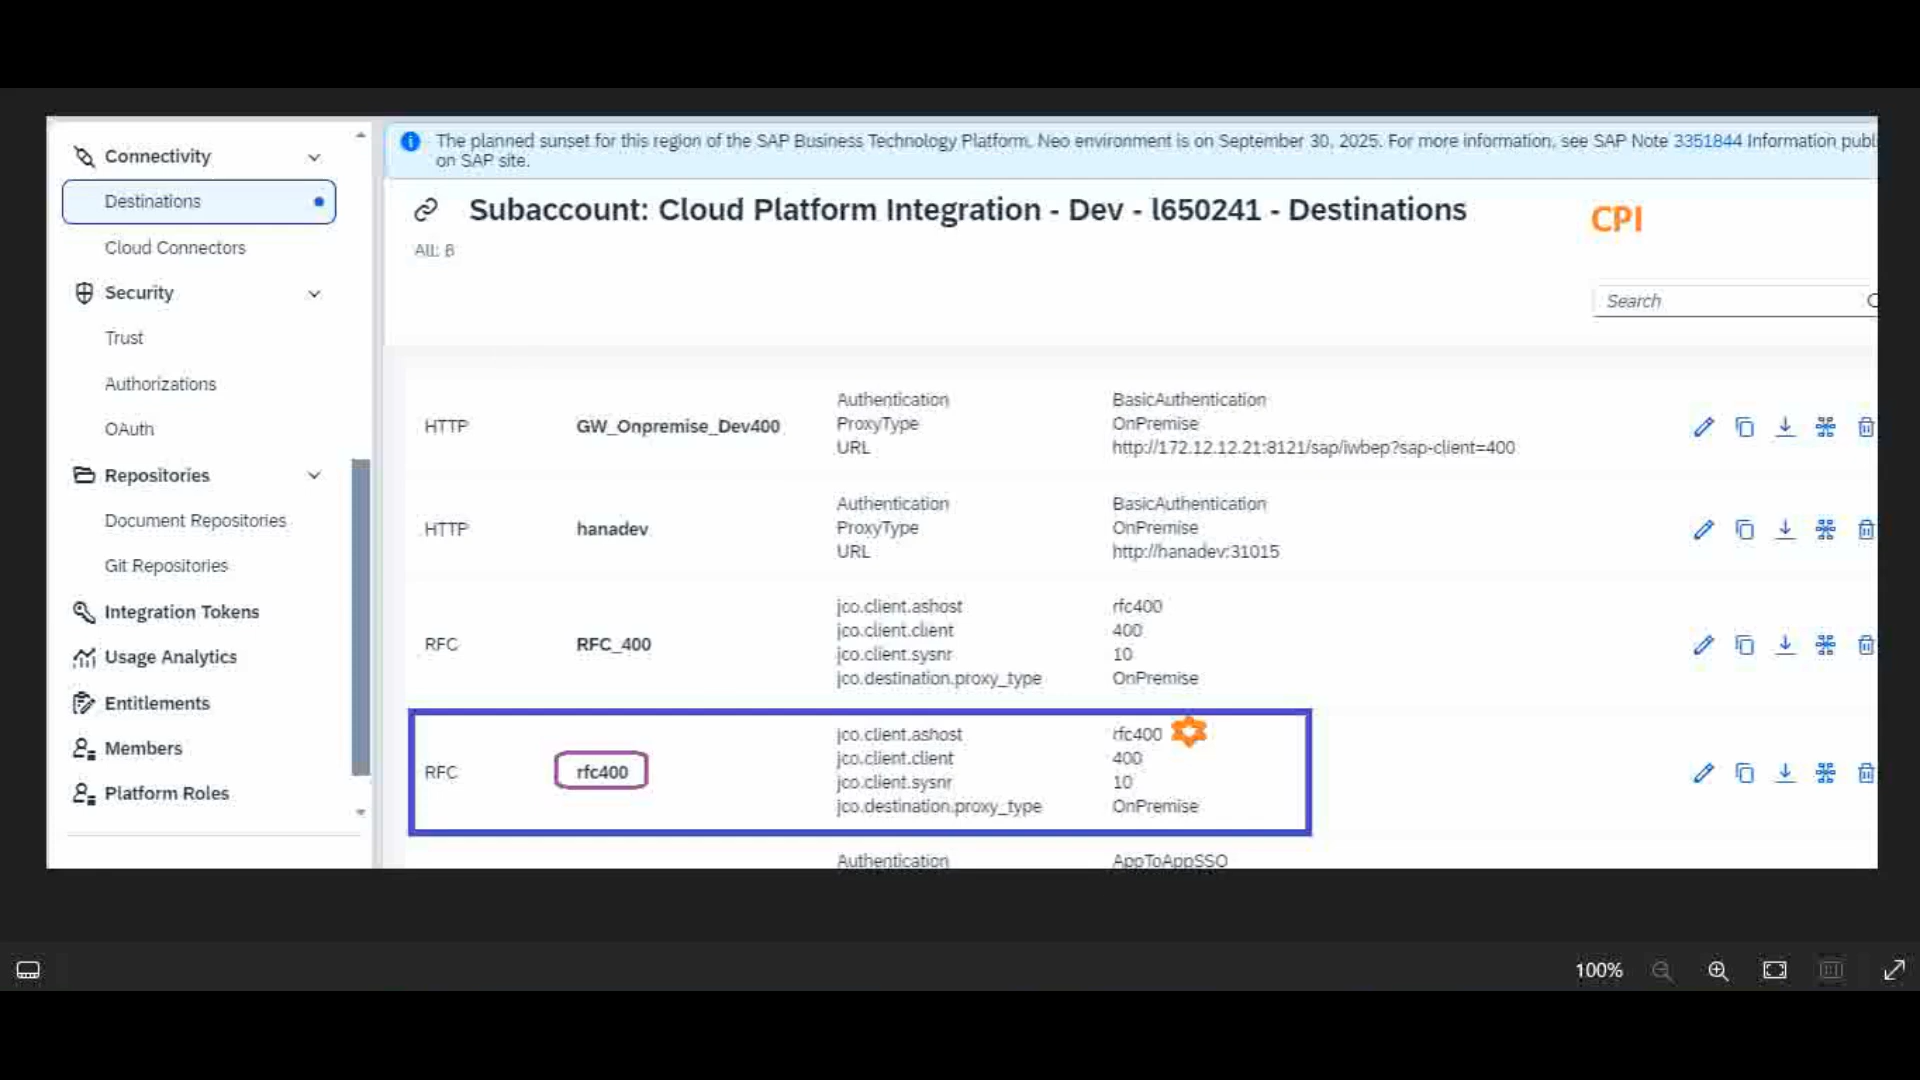 Connectivity
Destinations
Cloud Connectors
Security
Trust
Authorizations
OAuth
Repositories
Document Repositories
Git Repositories
Integration Tokens
Usage Analytics
Entitlements
Members
Platform Roles
The planned sunset for this region of the SAP Business Technology Platform, Neo environment is on September 30, 2025. For more information, see SAP Note 3351844 Information publ
on SAP site.
Subaccount: Cloud Platform Integration - Dev - l650241 - Destinations
CPI
All: 8
Search
HTTP GW_Onpremise_Dev400
Authentication BasicAuthentication
ProxyType OnPremise
URL http://172.12.12.21:8121/sap/iwbep?sap-client=400
HTTP hanadev
Authentication BasicAuthentication
ProxyType OnPremise
URL http://hanadev:31015
RFC RFC_400
jco.client.ashost rfc400
jco.client.client 400
jco.client.sysnr 10
jco.destination.proxy_type OnPremise
RFC rfc400
jco.client.ashost rfc400
jco.client.client 400
jco.client.sysnr 10
jco.destination.proxy_type OnPremise
Authentication AppToAppSSO
100%